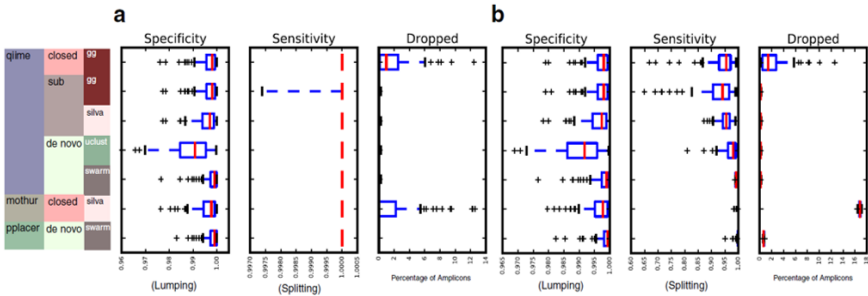 a
b
Specificity Sensitivity Dropped Specificity Sensitivity Dropped
qiime closed gg
sub gg
silva
de novo uclust
swarm
mothur closed silva
pplacer de novo swarm
0.96 0.97 0.98 0.99 1.00
0.9970 0.9975 0.9980 0.9985 0.9990 0.9995 1.0000 1.0005
0 2 4 6 8 10 12 14
0.965 0.970 0.975 0.980 0.985 0.990 0.995 1.000
0.60 0.65 0.70 0.75 0.80 0.85 0.90 0.95 1.00
0 2 4 6 8 10 12 14 16 18
(Lumping) (Splitting) Percentage of Amplicons (Lumping) (Splitting) Percentage of Amplicons